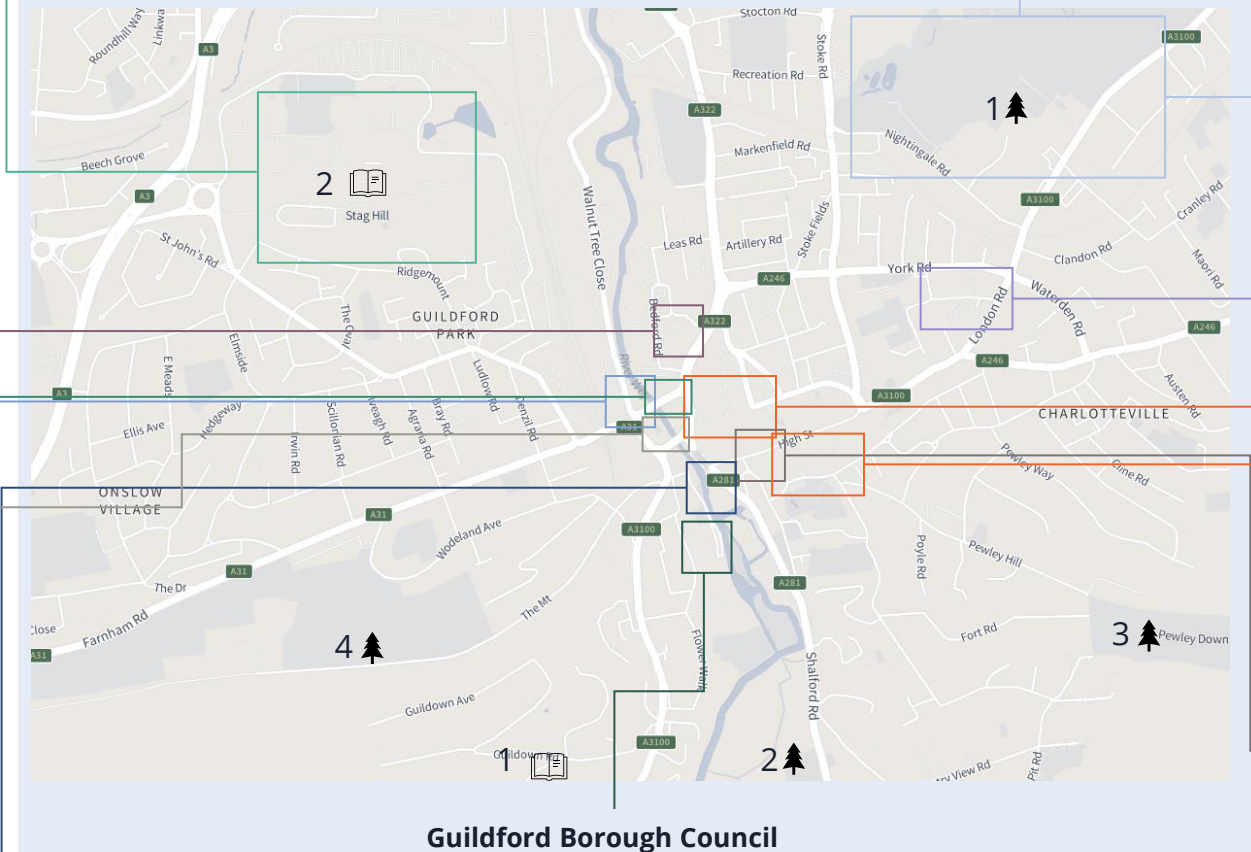 Stocton Rd
Linkwa
Roundhill Way
A3
A3100
Stoke Rd
Recreation Rd
A322
1
Nightingale Rd
Markenfield Rd
Beech Grove
2
A3
Stag Hill
A3100
Cranley Rd
Walnut Tree Close
Stoke Fields
Leas Rd
Artillery Rd
St John's Rd
Clandon Rd
Maori Rd
York Rd
Ridgemount
A246
Waterden Rd
London Rd
GUILDFORD
PARK
Bedford Rd
A322
A246
Elmside
E Meads
A246
Ludlow Rd
A3
A3100
Austen Rd
CHARLOTTEVILLE
Hedgeway
Ellis Ave
Scillonian Rd
Agraria Rd
Bray Rd
Denzil Rd
A31
High St
Irwin Rd
Pewley Way
Cline Rd
A281
ONSLOW
VILLAGE
A31
Wodeland Ave
A3100
Poyle Rd
Pewley Hill
A31
The Dr
A281
The Mt
Farnham Rd
Close
Fort Rd
4
3
Pewley Down
A31
Flower Walk
Shalford Rd
Guildown Ave
A3100
1
Guildown Rd
2
Pit Rd
Guildford Borough Council